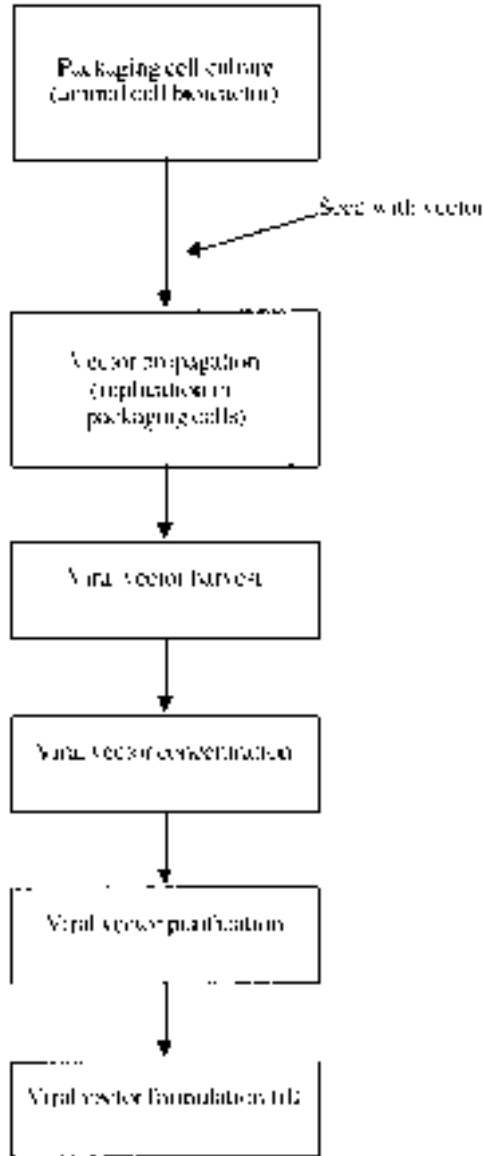 Packaging cell culture
(animal cell bioreactor)
Seed with vector
Vector propagation
(replication in
packaging cells)
Viral vector harvest
Viral vector concentration
Viral vector purification
Viral vector formulation